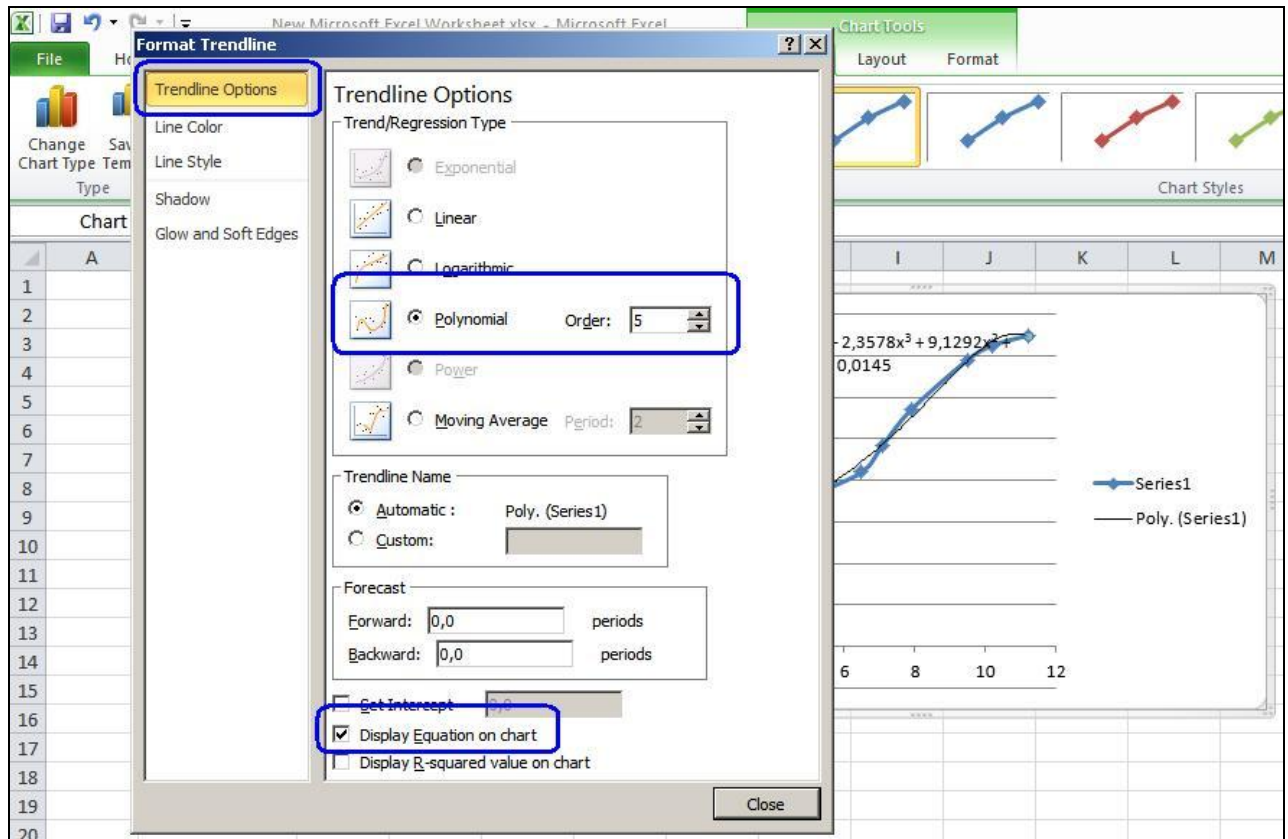 New Microsoft Excel Worksheet.xlsx - Microsoft Excel
Chart Tools
Format Trendline
File
Layout
Format
Change
Chart Type
Type
Chart Styles
Chart
Trendline Options
Line Color
Line Style
Shadow
Glow and Soft Edges
Trendline Options
Trend/Regression Type
Exponential
Linear
Logarithmic
Polynomial Order: 5
Power
Moving Average Period: 2
Trendline Name
Automatic : Poly. (Series1)
Custom:
Forecast
Forward: 0,0 periods
Backward: 0,0 periods
Set Intercept 0,0
Display Equation on chart
Display R-squared value on chart
Close
A I J K L M
1
2
3
4
5
6
7
8
9
10
11
12
13
14
15
16
17
18
19
20
2,3578x³ + 9,1292x² +
0,0145
Series1
Poly. (Series1)
6 8 10 12